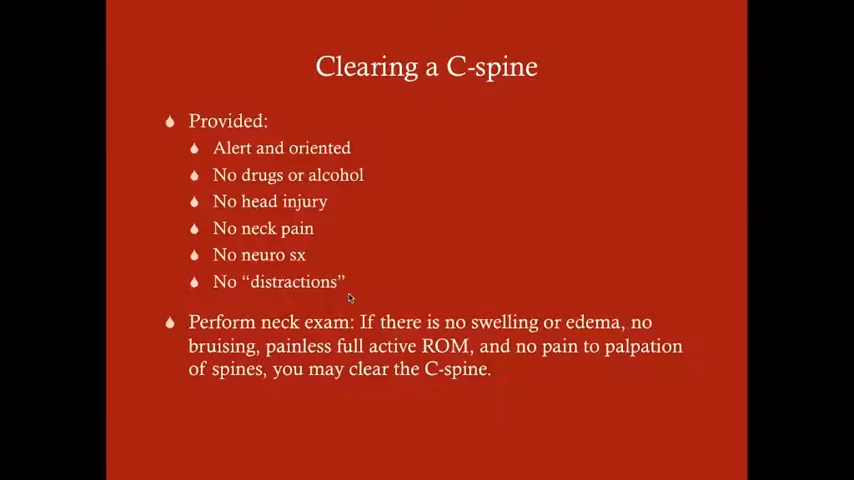 Clearing a C-spine
Provided:
Alert and oriented
No drugs or alcohol
No head injury
No neck pain
No neuro sx
No “distractions”
Perform neck exam: If there is no swelling or edema, no
bruising, painless full active ROM, and no pain to palpation
of spines, you may clear the C-spine.